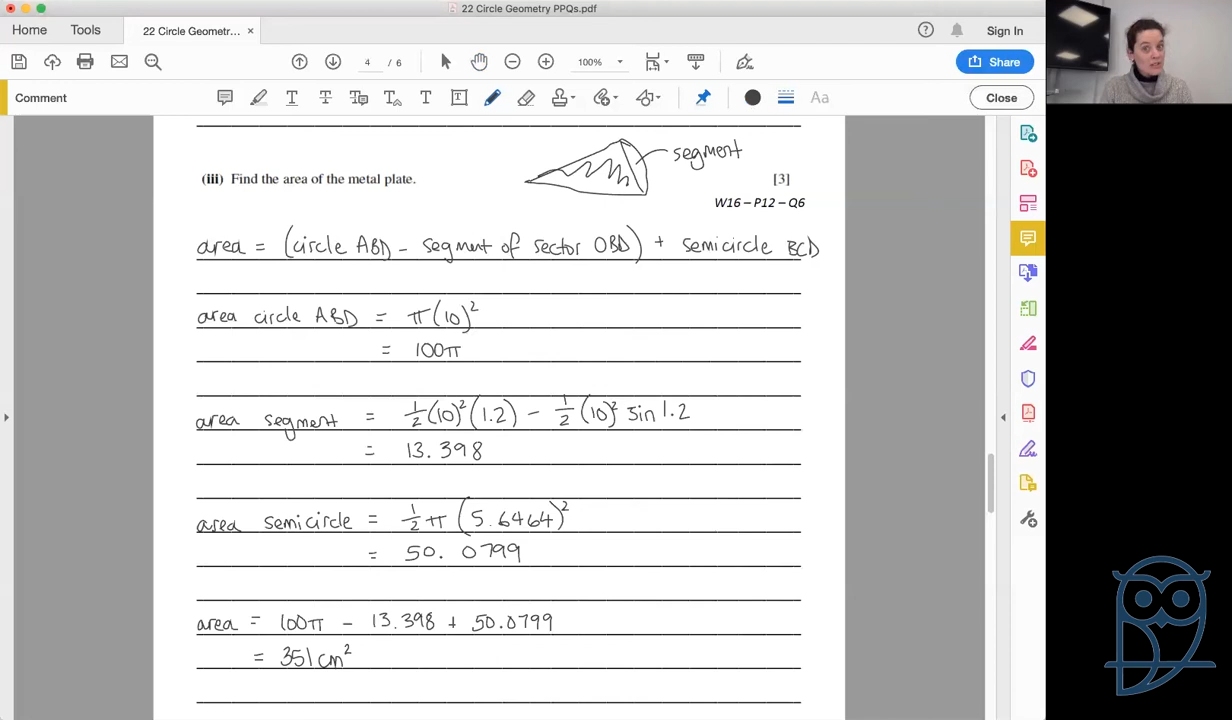 22 Circle Geometry PPQs.pdf
Home Tools 22 Circle Geometr... × Sign In
4 / 6 100% Share
Comment Aa Close
segment
(iii) Find the area of the metal plate. [3]
W16 – P12 – Q6
area = (circle ABD - segment of sector OBD) + semicircle BCD
area circle ABD = π(10)²
= 100π
area segment = 1/2(10)²(1.2) - 1/2(10)² sin 1.2
= 13.398
area semicircle = 1/2π(5.6464)²
= 50.0799
area = 100π - 13.398 + 50.0799
= 351 cm²